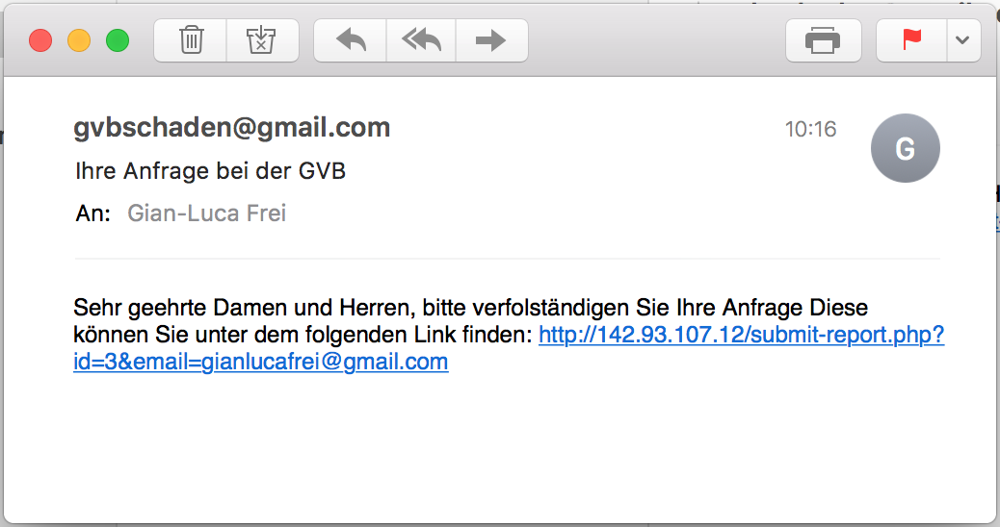 gvbschaden@gmail.com
10:16
G
Ihre Anfrage bei der GVB
An: Gian-Luca Frei
Sehr geehrte Damen und Herren, bitte verfolständigen Sie Ihre Anfrage Diese
können Sie unter dem folgenden Link finden: http://142.93.107.12/submit-report.php?
id=3&email=gianlucafrei@gmail.com